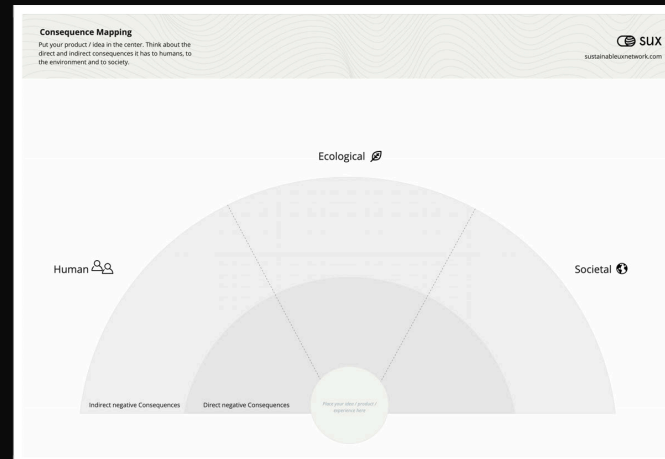 Consequence Mapping
Put your product / idea in the center. Think about the
direct and indirect consequences it has to humans, to
the environment and to society.
sux
sustainableuxnetwork.com
Ecological
Human
Societal
Indirect negative Consequences
Direct negative Consequences
Place your idea / product /
experience here